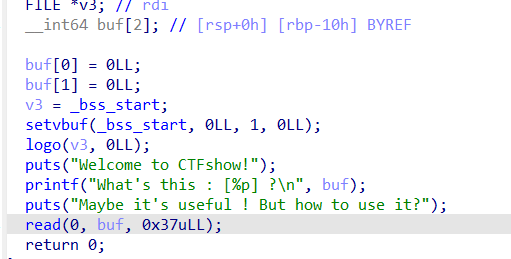 FILE *v3; // rdi
__int64 buf[2]; // [rsp+0h] [rbp-10h] BYREF
buf[0] = 0LL;
buf[1] = 0LL;
v3 = _bss_start;
setvbuf(_bss_start, 0LL, 1, 0LL);
logo(v3, 0LL);
puts("Welcome to CTFshow!");
printf("What's this : [%p] ?\n", buf);
puts("Maybe it's useful ! But how to use it?");
read(0, buf, 0x37uLL);
return 0;